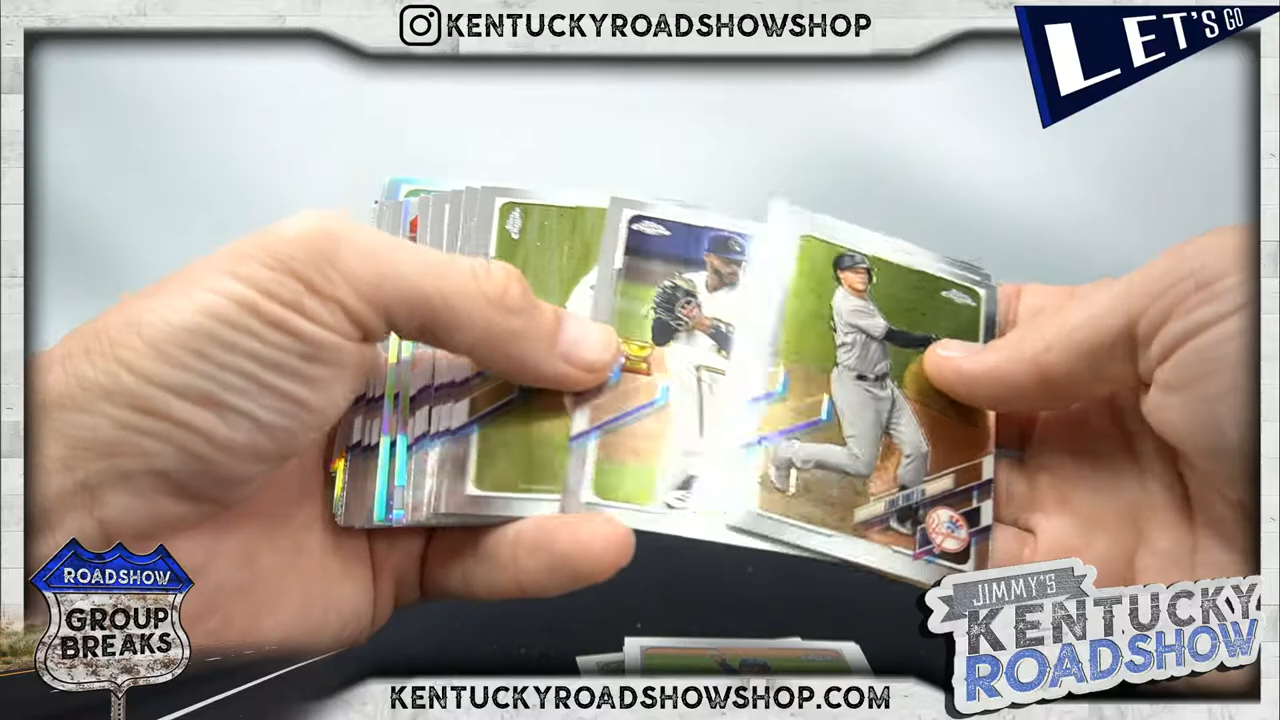 KENTUCKYROADSHOWSHOP
LET'S GO
ROADSHOW
GROUP
BREAKS
JIMMY'S
KENTUCKY
ROADSHOW
KENTUCKYROADSHOWSHOP.COM